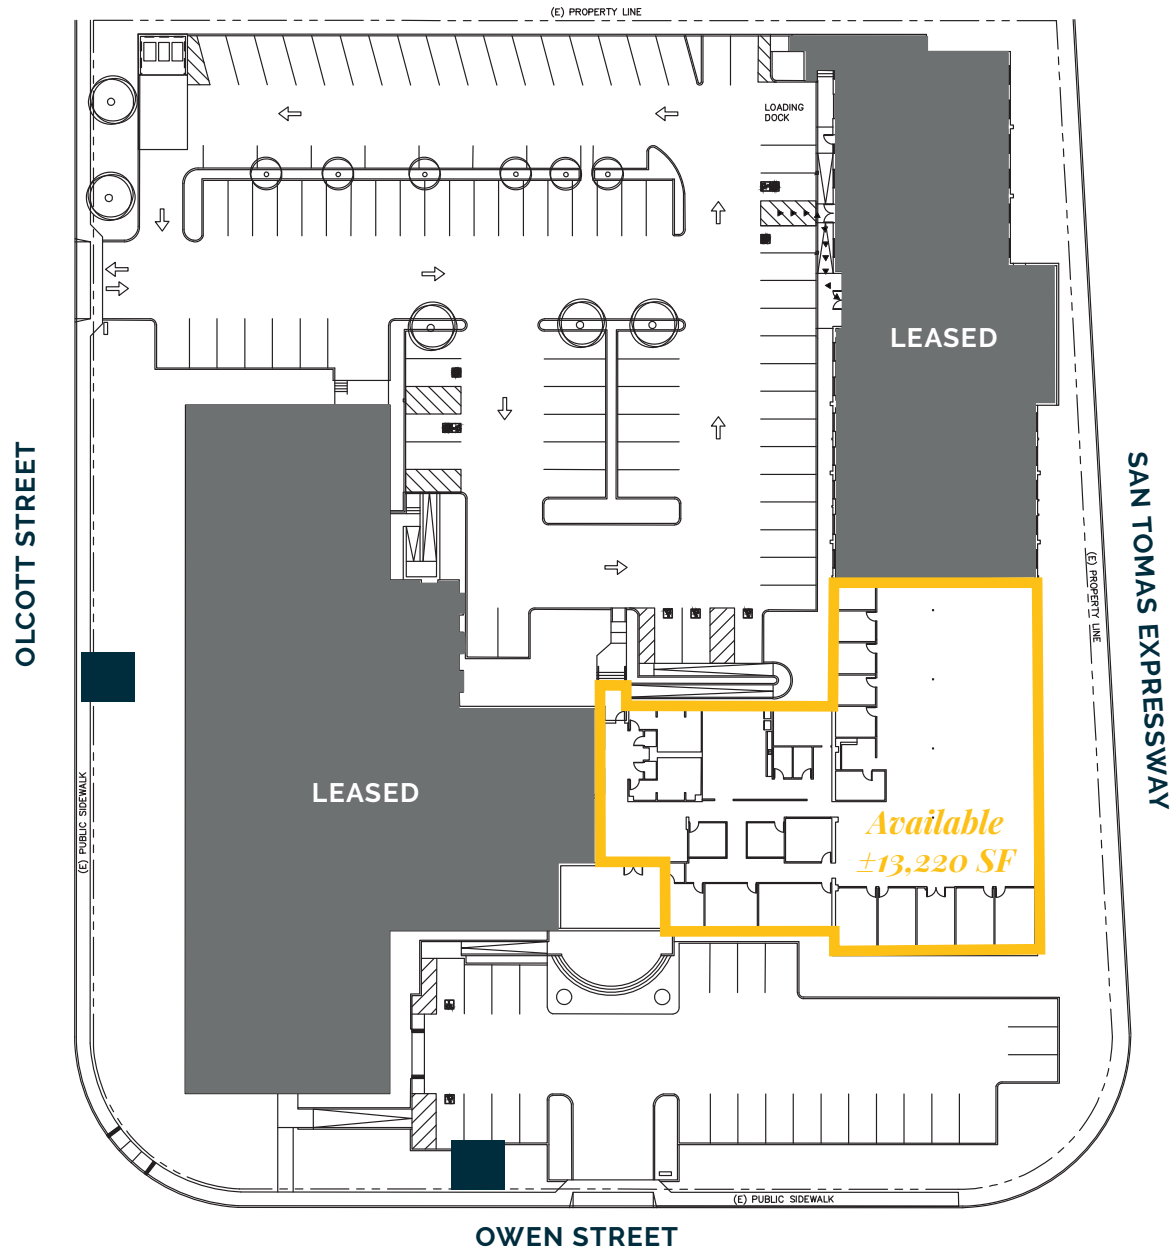 (E) PROPERTY LINE
LOADING
DOCK
LEASED
OLCOTT STREET
SAN TOMAS EXPRESSWAY
(E) PROPERTY LINE
(E) PUBLIC SIDEWALK
LEASED
Available
±13,220 SF
(E) PUBLIC SIDEWALK
OWEN STREET